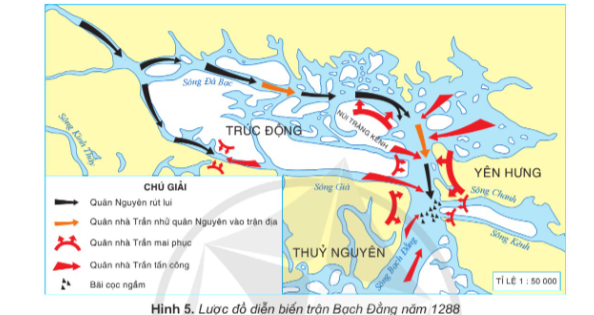 Sông Đá Bạc
NÚI TRÀNG KÊNH
TRÚC ĐỘNG
Sông Kinh Thầy
YÊN HƯNG
CHÚ GIẢI
Quân Nguyên rút lui
Quân nhà Trần nhử quân Nguyên vào trận địa
Quân nhà Trần mai phục
Quân nhà Trần tấn công
Bãi cọc ngầm
Sông Giá
Sông Chanh
Sông Kênh
THUỶ NGUYÊN
Sông Bạch Đằng
TỈ LỆ 1 : 50 000
Hình 5. Lược đồ diễn biến trận Bạch Đằng năm 1288